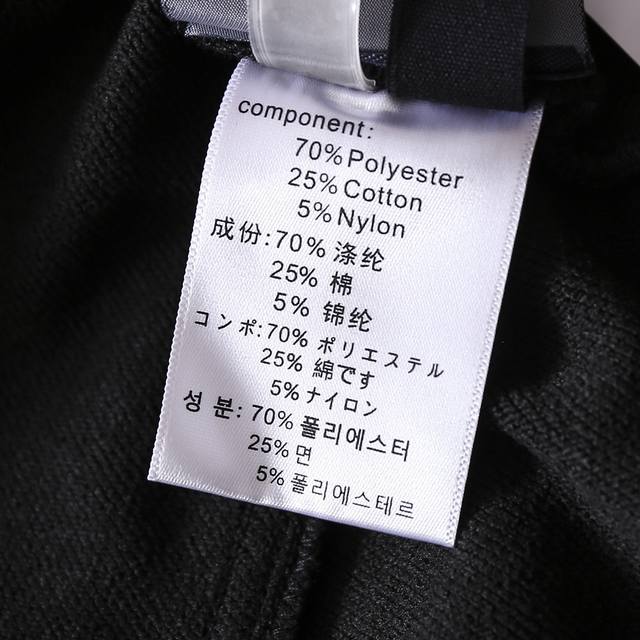 component:
70%Polyester
25%Cotton
5%Nylon
成份:70%涤纶
25%棉
5%锦纶
コンポ:70%ポリエステル
25%綿です
5%ナイロン
성분:70%폴리에스터
25%면
5%폴리에스테르